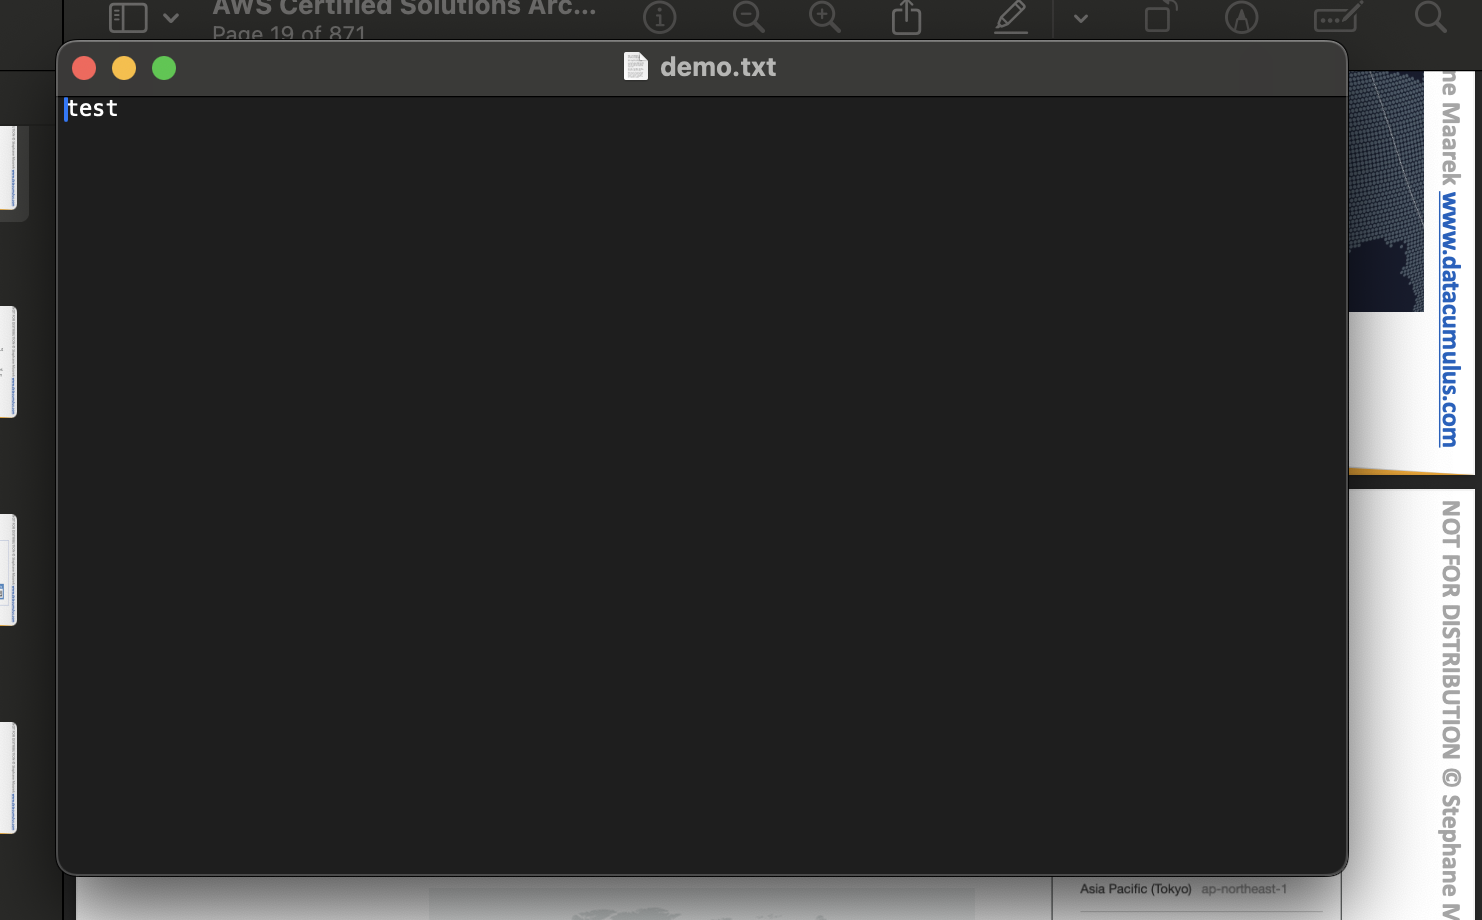 AWS Certified Solutions Arc...
Page 19 of 871
demo.txt
test
ne Maarek www.datacumulus.com
NOT FOR DISTRIBUTION © Stephane M
Asia Pacific (Tokyo) ap-northeast-1